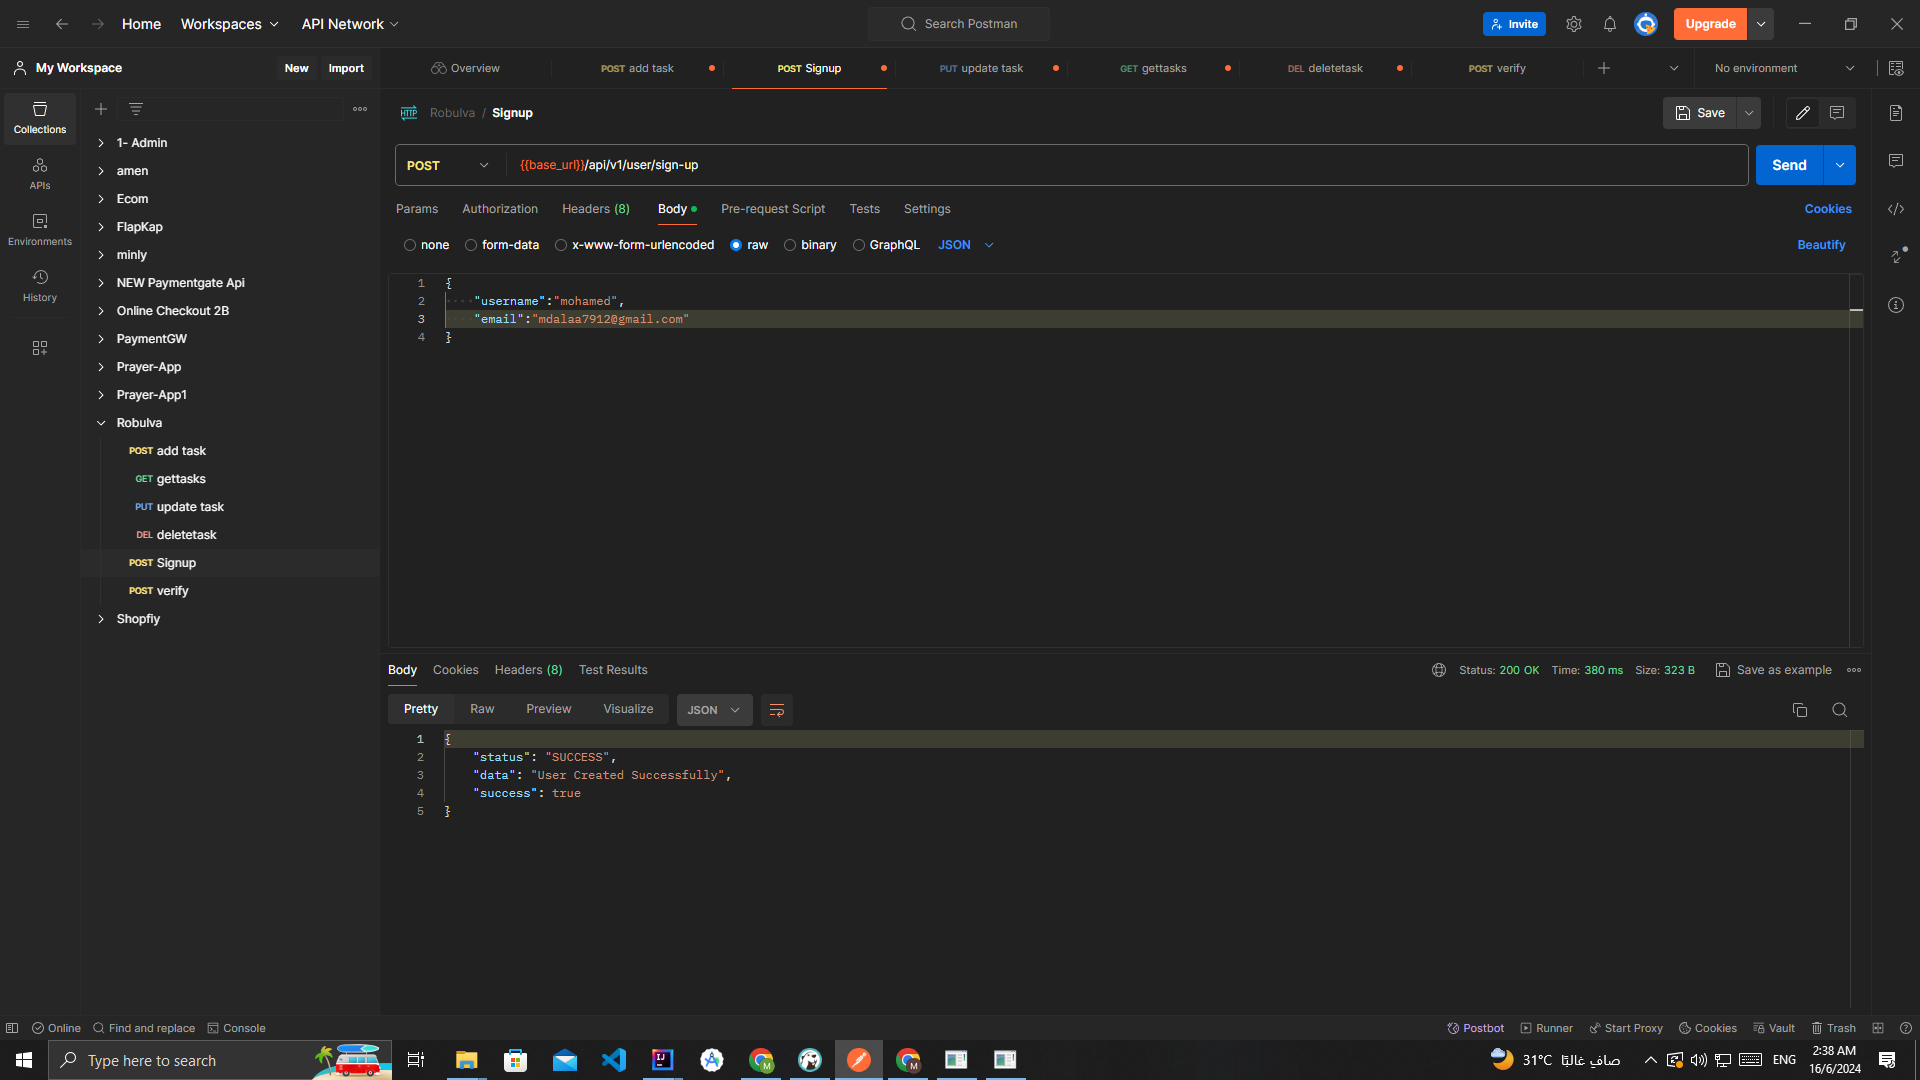 Home Workspaces API Network Search Postman Invite Upgrade
My Workspace New Import Overview POST add task POST Signup PUT update task GET gettasks DEL deletetask POST verify No environment
Collections
APIs
Environments
History
1- Admin
amen
Ecom
FlapKap
minly
NEW Paymentgate Api
Online Checkout 2B
PaymentGW
Prayer-App
Prayer-App1
Robulva
POST add task
GET gettasks
PUT update task
DEL deletetask
POST Signup
POST verify
Shopfiy
HTTP Robulva / Signup Save
POST {{base_url}}/api/v1/user/sign-up Send
Params Authorization Headers (8) Body Pre-request Script Tests Settings Cookies
none form-data x-www-form-urlencoded raw binary GraphQL JSON Beautify
1 {
2 "username":"mohamed",
3 "email":"mdalaa7912@gmail.com"
4 }
Body Cookies Headers (8) Test Results Status: 200 OK Time: 380 ms Size: 323 B Save as example
Pretty Raw Preview Visualize JSON
1 {
2 "status": "SUCCESS",
3 "data": "User Created Successfully",
4 "success": true
5 }
Online Find and replace Console Postbot Runner Start Proxy Cookies Vault Trash
Type here to search 31°C صافٍ غالبًا ENG 2:38 AM
16/6/2024